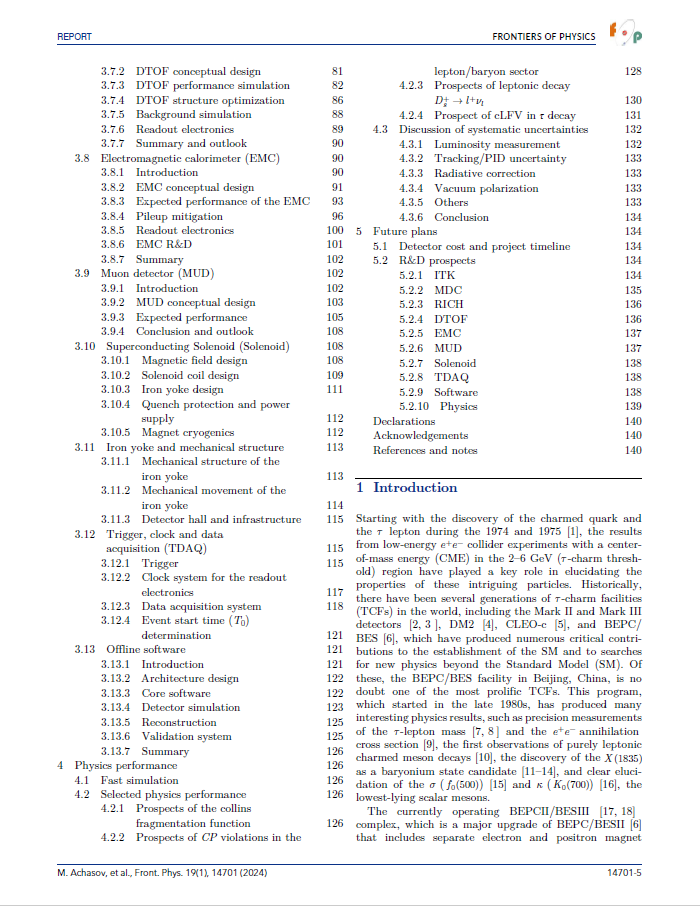 REPORT
FRONTIERS OF PHYSICS
3.7.2 DTOF conceptual design 81
3.7.3 DTOF performance simulation 82
3.7.4 DTOF structure optimization 86
3.7.5 Background simulation 88
3.7.6 Readout electronics 89
3.7.7 Summary and outlook 90
3.8 Electromagnetic calorimeter (EMC) 90
3.8.1 Introduction 90
3.8.2 EMC conceptual design 91
3.8.3 Expected performance of the EMC 93
3.8.4 Pileup mitigation 96
3.8.5 Readout electronics 100
3.8.6 EMC R&D 101
3.8.7 Summary 102
3.9 Muon detector (MUD) 102
3.9.1 Introduction 102
3.9.2 MUD conceptual design 103
3.9.3 Expected performance 105
3.9.4 Conclusion and outlook 108
3.10 Superconducting Solenoid (Solenoid) 108
3.10.1 Magnetic field design 108
3.10.2 Solenoid coil design 109
3.10.3 Iron yoke design 111
3.10.4 Quench protection and power
supply 112
3.10.5 Magnet cryogenics 112
3.11 Iron yoke and mechanical structure 113
3.11.1 Mechanical structure of the
iron yoke 113
3.11.2 Mechanical movement of the
iron yoke 114
3.11.3 Detector hall and infrastructure 115
3.12 Trigger, clock and data
acquisition (TDAQ) 115
3.12.1 Trigger 115
3.12.2 Clock system for the readout
electronics 117
3.12.3 Data acquisition system 118
3.12.4 Event start time (T0)
determination 121
3.13 Offline software 121
3.13.1 Introduction 121
3.13.2 Architecture design 122
3.13.3 Core software 122
3.13.4 Detector simulation 123
3.13.5 Reconstruction 125
3.13.6 Validation system 125
3.13.7 Summary 126
4 Physics performance 126
4.1 Fast simulation 126
4.2 Selected physics performance 126
4.2.1 Prospects of the collins
fragmentation function 126
4.2.2 Prospects of CP violations in the
lepton/baryon sector 128
4.2.3 Prospects of leptonic decay
D_s^+ → l^+ν_l 130
4.2.4 Prospect of cLFV in τ decay 131
4.3 Discussion of systematic uncertainties 132
4.3.1 Luminosity measurement 132
4.3.2 Tracking/PID uncertainty 133
4.3.3 Radiative correction 133
4.3.4 Vacuum polarization 133
4.3.5 Others 133
4.3.6 Conclusion 134
5 Future plans 134
5.1 Detector cost and project timeline 134
5.2 R&D prospects 134
5.2.1 ITK 134
5.2.2 MDC 135
5.2.3 RICH 136
5.2.4 DTOF 136
5.2.5 EMC 137
5.2.6 MUD 137
5.2.7 Solenoid 138
5.2.8 TDAQ 138
5.2.9 Software 138
5.2.10 Physics 139
Declarations 140
Acknowledgements 140
References and notes 140
1 Introduction
Starting with the discovery of the charmed quark and
the τ lepton during the 1974 and 1975 [1], the results
from low-energy e+e− collider experiments with a center-
of-mass energy (CME) in the 2–6 GeV (τ-charm thresh-
old) region have played a key role in elucidating the
properties of these intriguing particles. Historically,
there have been several generations of τ-charm facilities
(TCFs) in the world, including the Mark II and Mark III
detectors [2, 3 ], DM2 [4], CLEO-c [5], and BEPC/
BES [6], which have produced numerous critical contri-
butions to the establishment of the SM and to searches
for new physics beyond the Standard Model (SM). Of
these, the BEPC/BES facility in Beijing, China, is no
doubt one of the most prolific TCFs. This program,
which started in the late 1980s, has produced many
interesting physics results, such as precision measurements
of the τ-lepton mass [7, 8 ] and the e+e− annihilation
cross section [9], the first observations of purely leptonic
charmed meson decays [10], the discovery of the X(1835)
as a baryonium state candidate [11–14], and clear eluci-
dation of the σ (f0(500)) [15] and κ (K0(700)) [16], the
lowest-lying scalar mesons.
The currently operating BEPCII/BESIII [17, 18]
complex, which is a major upgrade of BEPC/BESII [6]
that includes separate electron and positron magnet
M. Achasov, et al., Front. Phys. 19(1), 14701 (2024)
14701-5